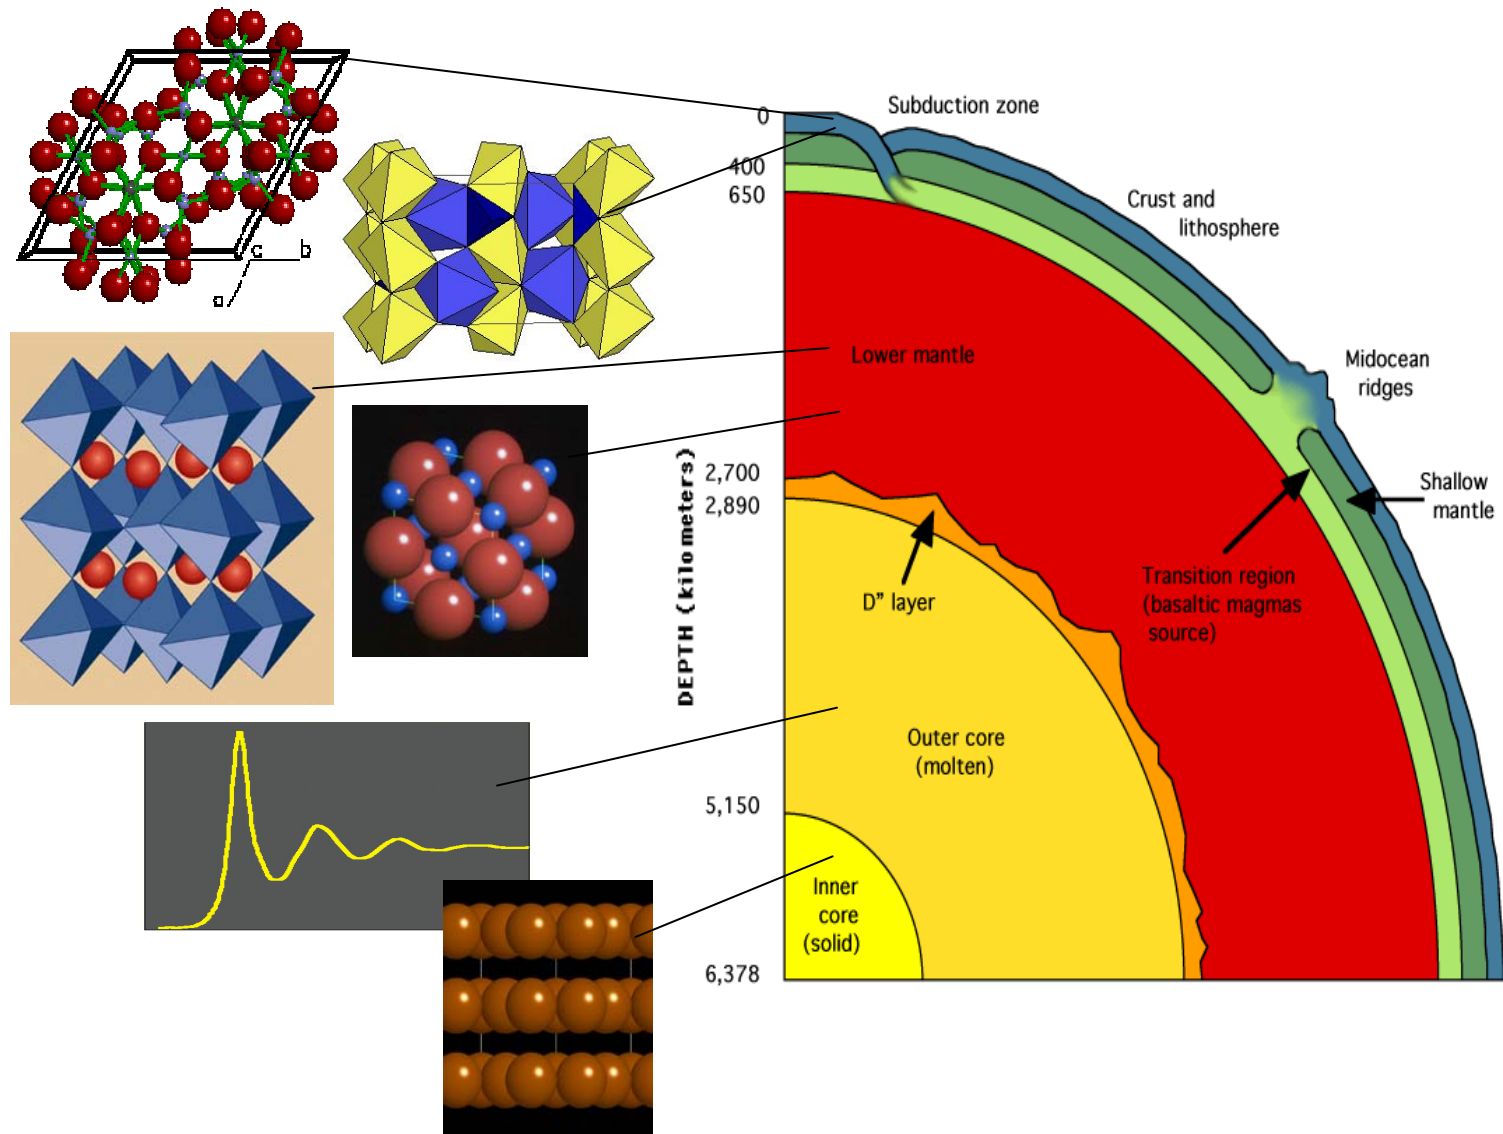 c
b
a
0
400
650
2,700
2,890
5,150
6,378
DEPTH (kilometers)
Subduction zone
Crust and
lithosphere
Midocean
ridges
Shallow
mantle
Lower mantle
Transition region
(basaltic magmas
source)
D” layer
Outer core
(molten)
Inner
core
(solid)